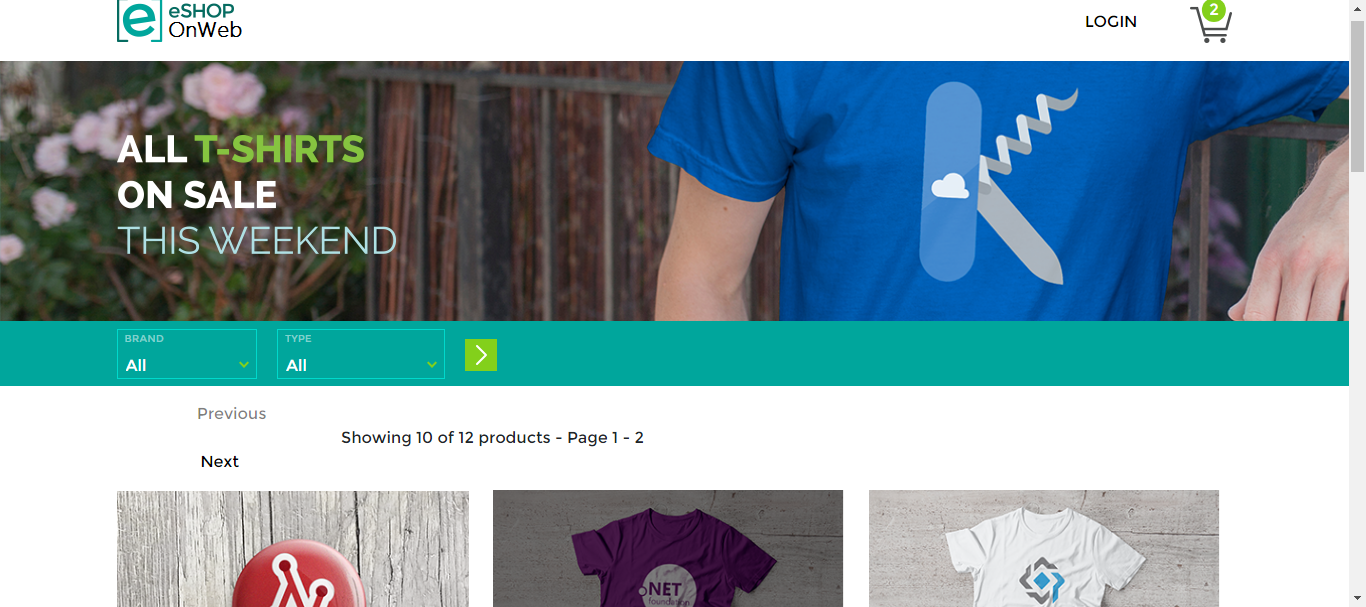 eSHOP
OnWeb
LOGIN
2
ALL T-SHIRTS
ON SALE
THIS WEEKEND
BRAND
All
TYPE
All
Previous
Showing 10 of 12 products - Page 1 - 2
Next
.NET
foundation